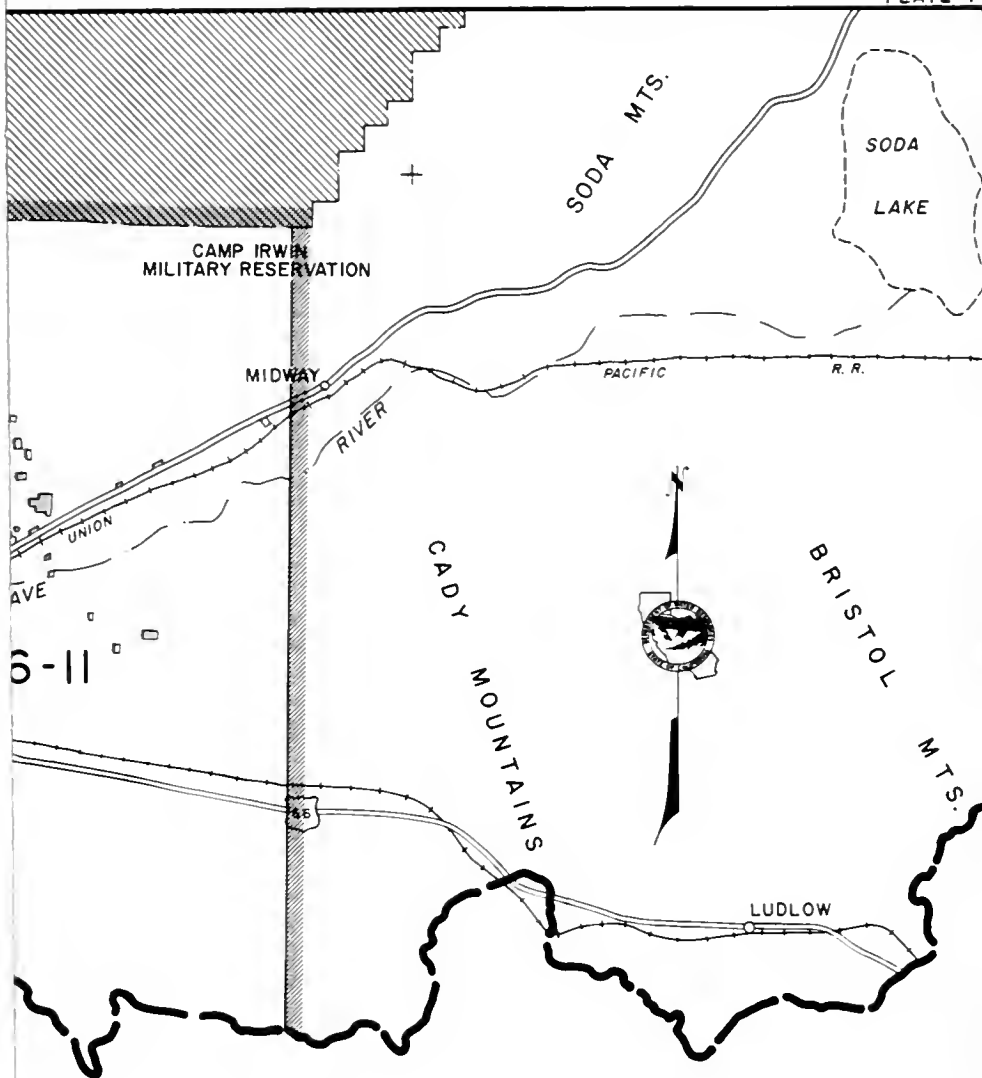 SODA MTS.
SODA
LAKE
CAMP IRWIN
MILITARY RESERVATION
MIDWAY
PACIFIC
R. R.
RIVER
UNION
AVE
6-11
CADY MOUNTAINS
BRISTOL MTS.
66
LUDLOW